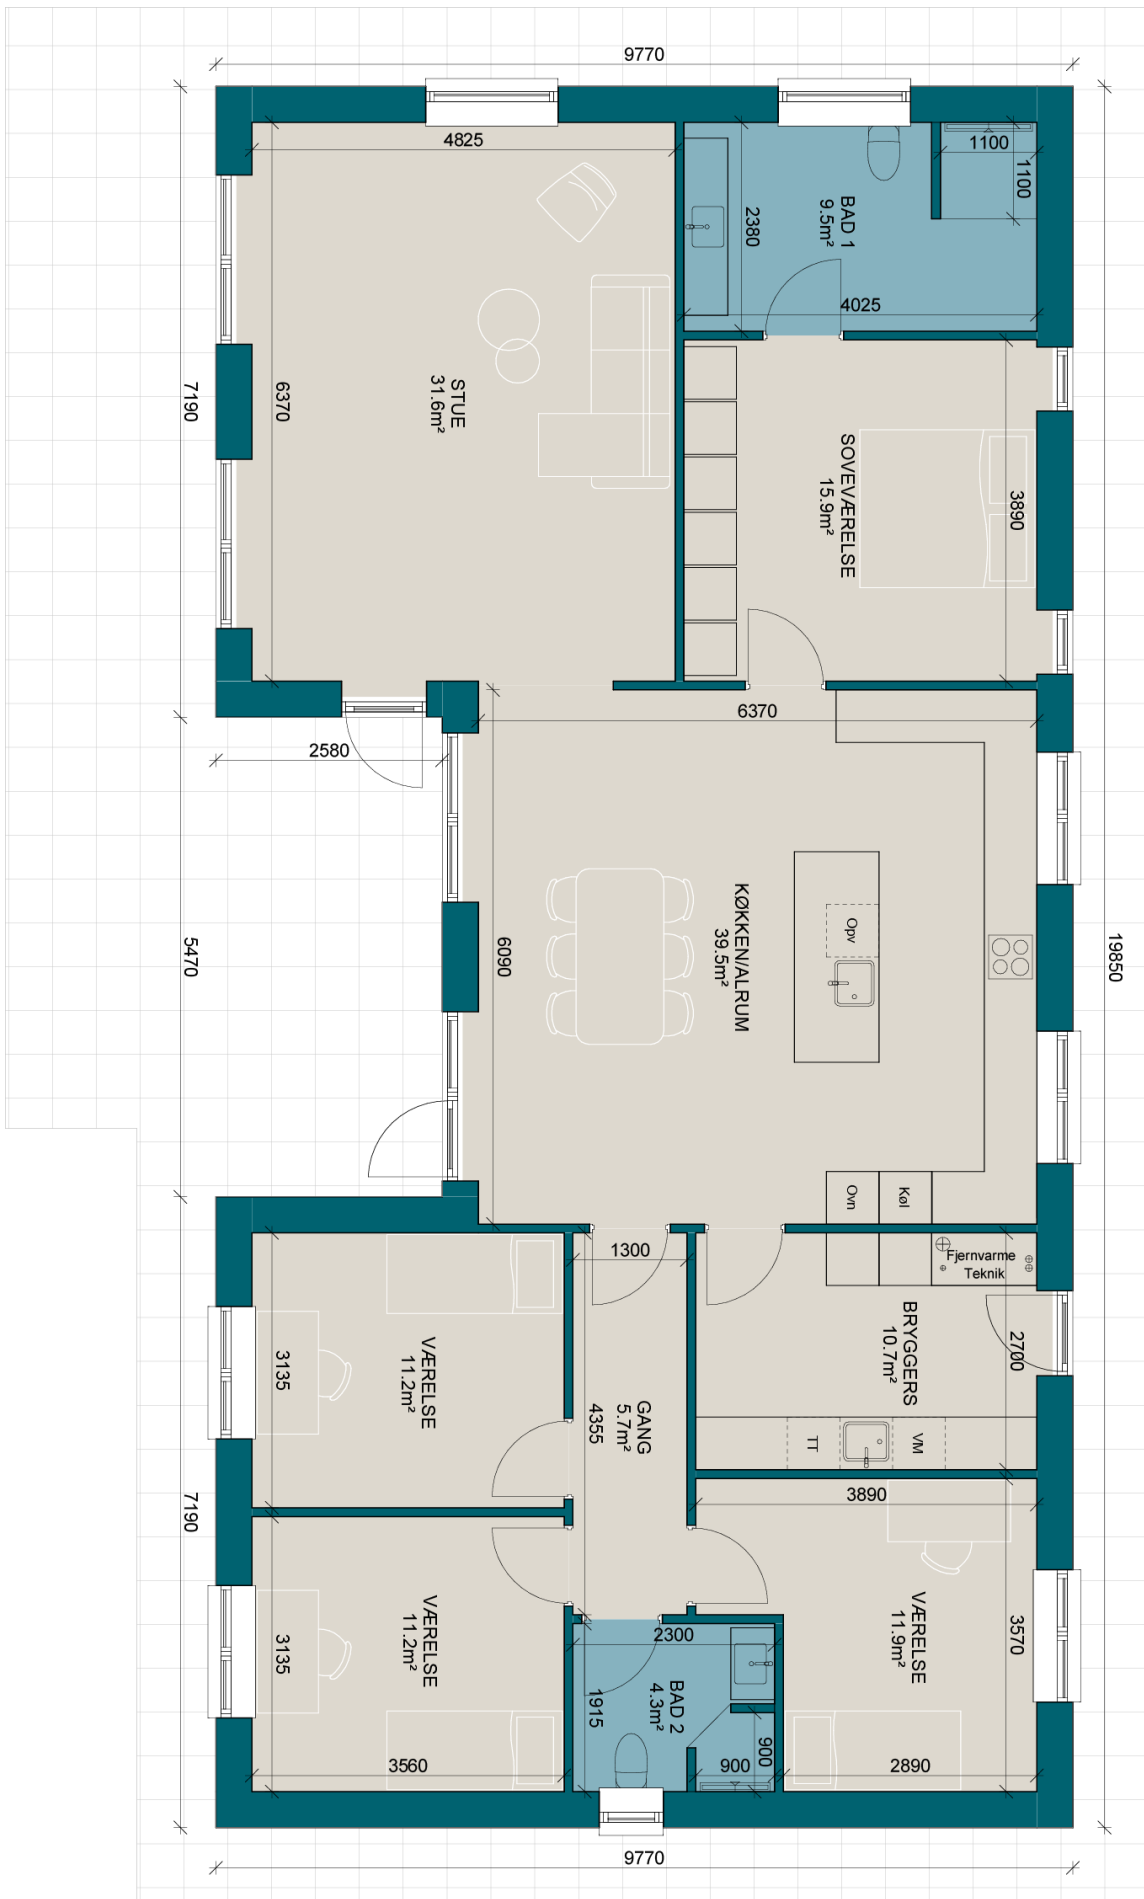 9770
4825
1100
1100
BAD 1
9.5m²
2380
4025
7190
6370
STUE
31.6m²
SOVEVÆRELSE
15.9m²
3890
6370
2580
KØKKEN/ALRUM
39.5m²
Opv
5470
6090
19850
Ovn
Køl
1300
Fjernvarme
Teknik
BRYGGERS
10.7m²
2700
3135
VÆRELSE
11.2m²
GANG
5.7m²
4355
TT
VM
7190
3890
3135
VÆRELSE
11.2m²
VÆRELSE
11.9m²
3570
2300
BAD 2
4.3m²
1915
900
900
3560
2890
9770